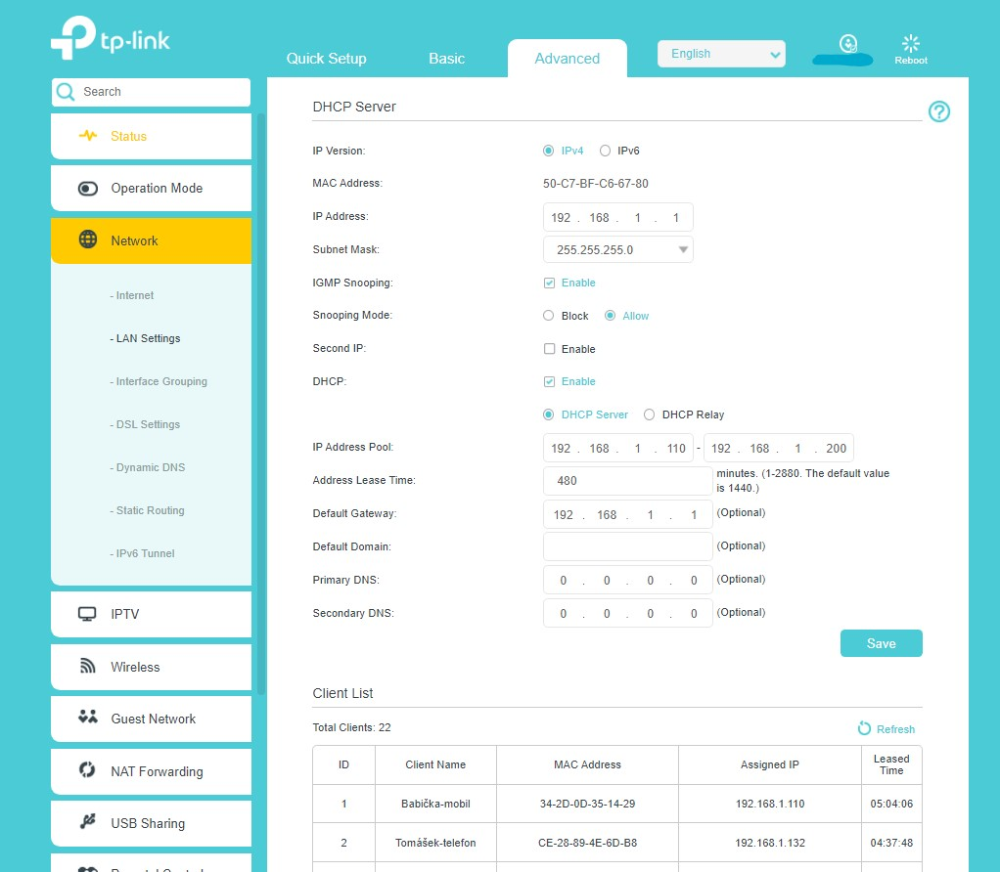 tp-link
Quick Setup Basic Advanced English Reboot
Search
Status
Operation Mode
Network
- Internet
- LAN Settings
- Interface Grouping
- DSL Settings
- Dynamic DNS
- Static Routing
- IPv6 Tunnel
IPTV
Wireless
Guest Network
NAT Forwarding
USB Sharing
DHCP Server
IP Version: IPv4 IPv6
MAC Address: 50-C7-BF-C6-67-80
IP Address: 192 . 168 . 1 . 1
Subnet Mask: 255.255.255.0
IGMP Snooping: Enable
Snooping Mode: Block Allow
Second IP: Enable
DHCP: Enable
DHCP Server DHCP Relay
IP Address Pool: 192 . 168 . 1 . 110 - 192 . 168 . 1 . 200
Address Lease Time: 480 minutes. (1-2880. The default value
is 1440.)
Default Gateway: 192 . 168 . 1 . 1 (Optional)
Default Domain: (Optional)
Primary DNS: 0 . 0 . 0 . 0 (Optional)
Secondary DNS: 0 . 0 . 0 . 0 (Optional)
Save
Client List
Total Clients: 22 Refresh
ID Client Name MAC Address Assigned IP Leased Time
1 Babička-mobil 34-2D-0D-35-14-29 192.168.1.110 05:04:06
2 Tomášek-telefon CE-28-89-4E-6D-B8 192.168.1.132 04:37:48